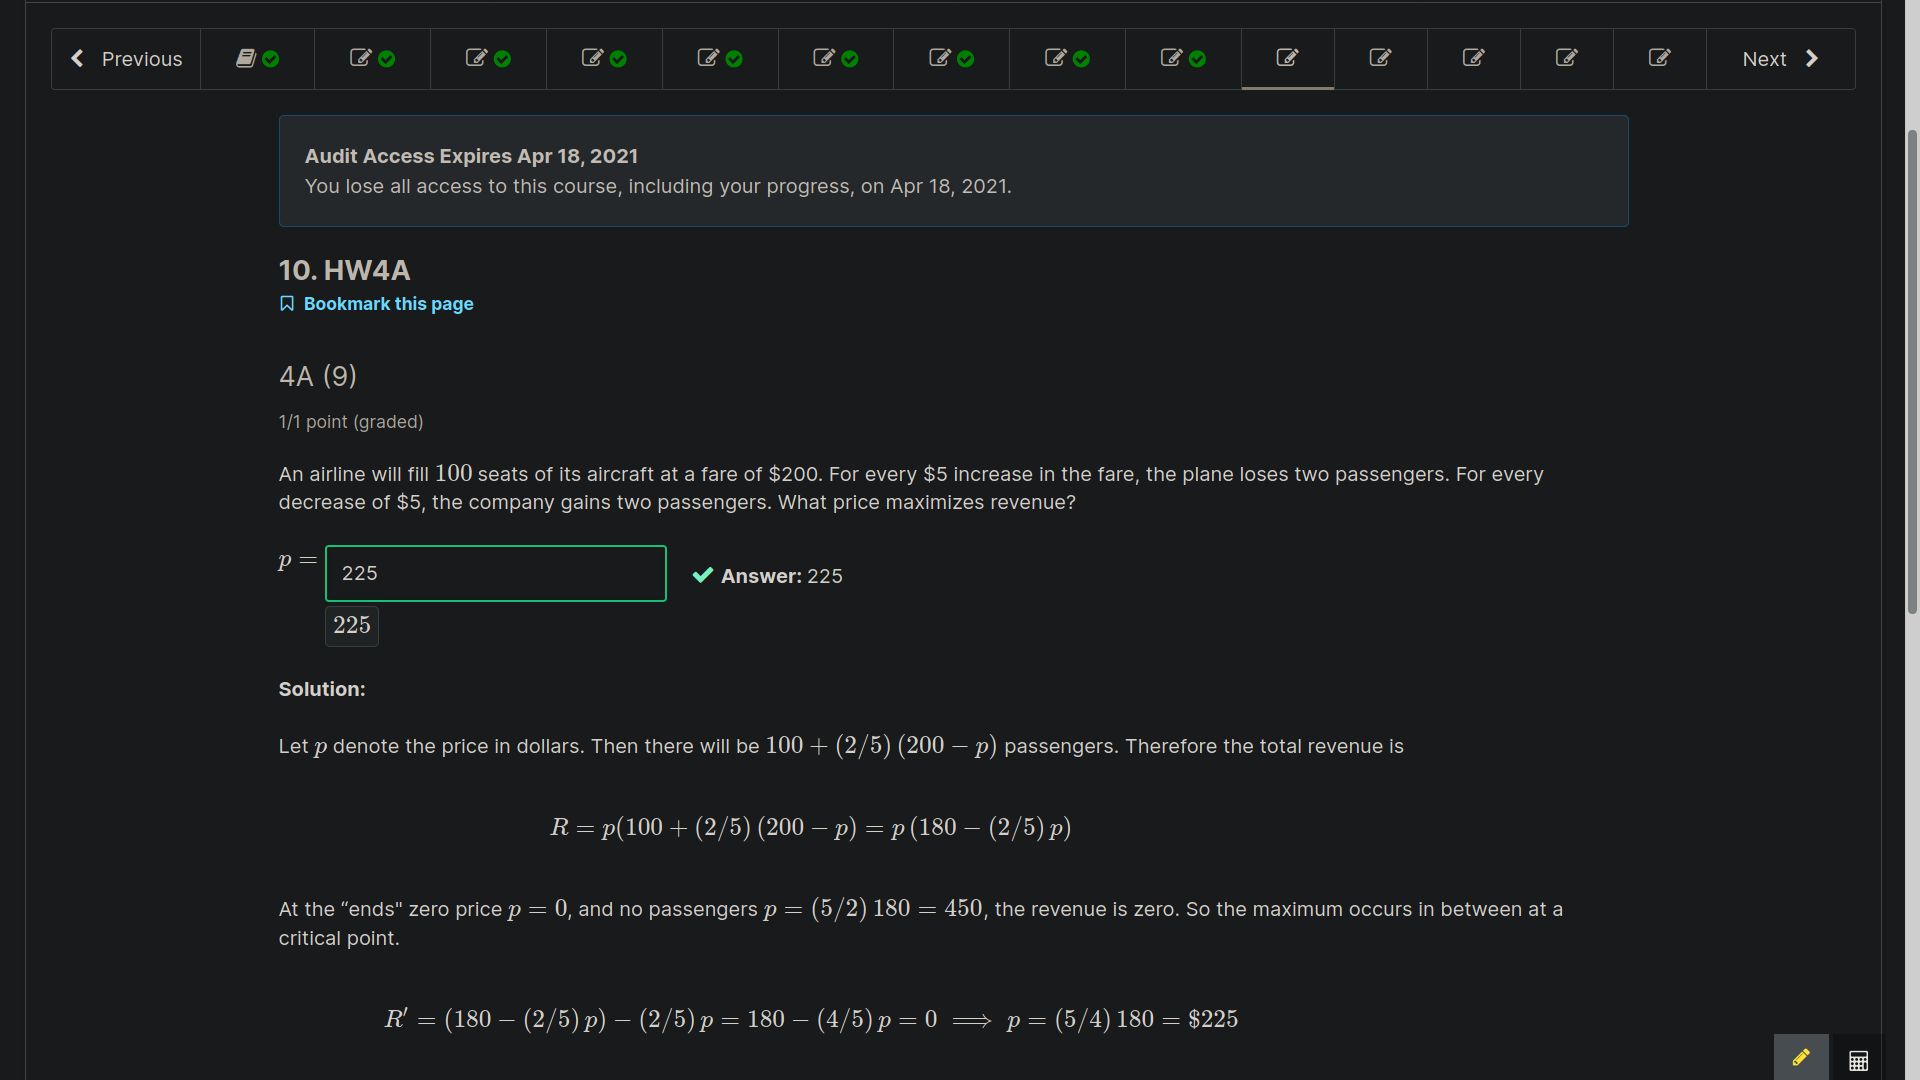 Previous
Next
Audit Access Expires Apr 18, 2021
You lose all access to this course, including your progress, on Apr 18, 2021.
10. HW4A
Bookmark this page
4A (9)
1/1 point (graded)
An airline will fill 100 seats of its aircraft at a fare of $200. For every $5 increase in the fare, the plane loses two passengers. For every
decrease of $5, the company gains two passengers. What price maximizes revenue?
p = 225 Answer: 225
225
Solution:
Let p denote the price in dollars. Then there will be 100 + (2/5) (200 − p) passengers. Therefore the total revenue is
R = p(100 + (2/5) (200 − p) = p (180 − (2/5) p)
At the “ends" zero price p = 0, and no passengers p = (5/2) 180 = 450, the revenue is zero. So the maximum occurs in between at a
critical point.
R′ = (180 − (2/5) p) − (2/5) p = 180 − (4/5) p = 0 ⟹ p = (5/4) 180 = $225